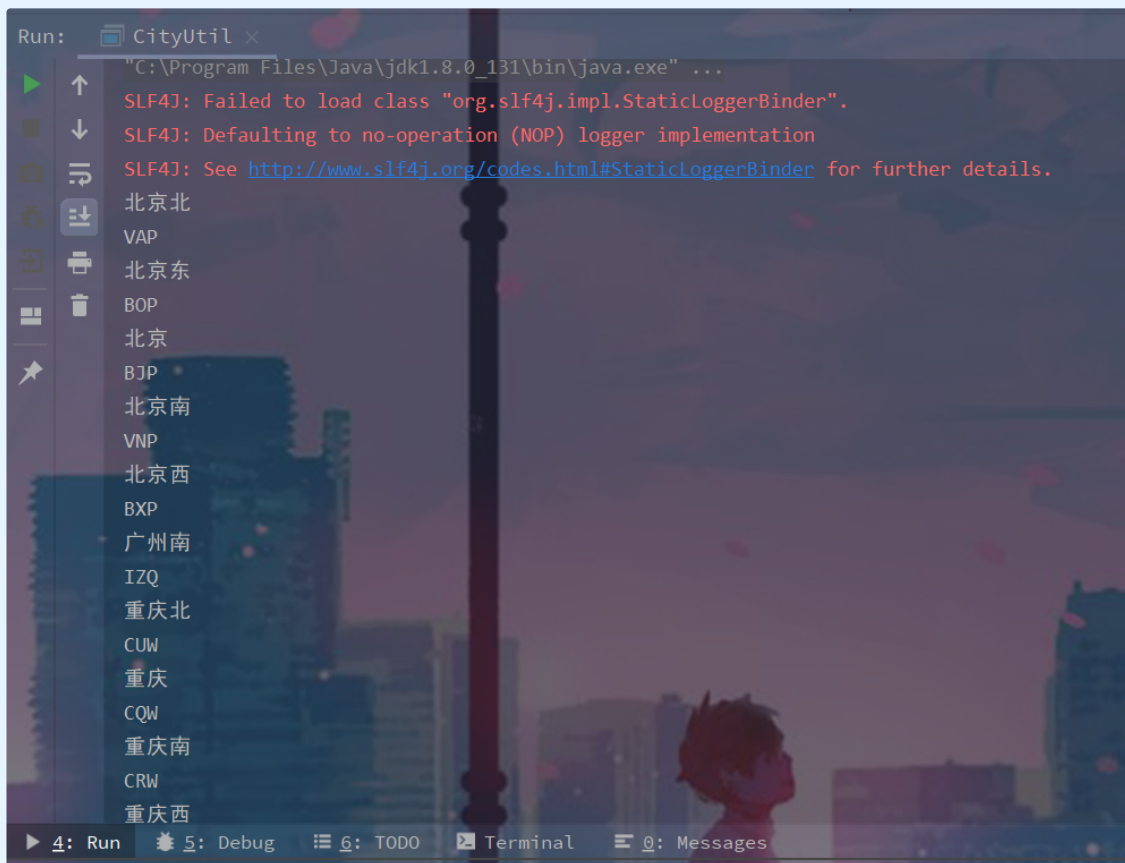 Run: CityUtil
"C:\Program Files\Java\jdk1.8.0_131\bin\java.exe" ...
SLF4J: Failed to load class "org.slf4j.impl.StaticLoggerBinder".
SLF4J: Defaulting to no-operation (NOP) logger implementation
SLF4J: See http://www.slf4j.org/codes.html#StaticLoggerBinder for further details.
北京北
VAP
北京东
BOP
北京
BJP
北京南
VNP
北京西
BXP
广州南
IZQ
重庆北
CUW
重庆
CQW
重庆南
CRW
重庆西
4: Run 5: Debug 6: TODO Terminal 0: Messages